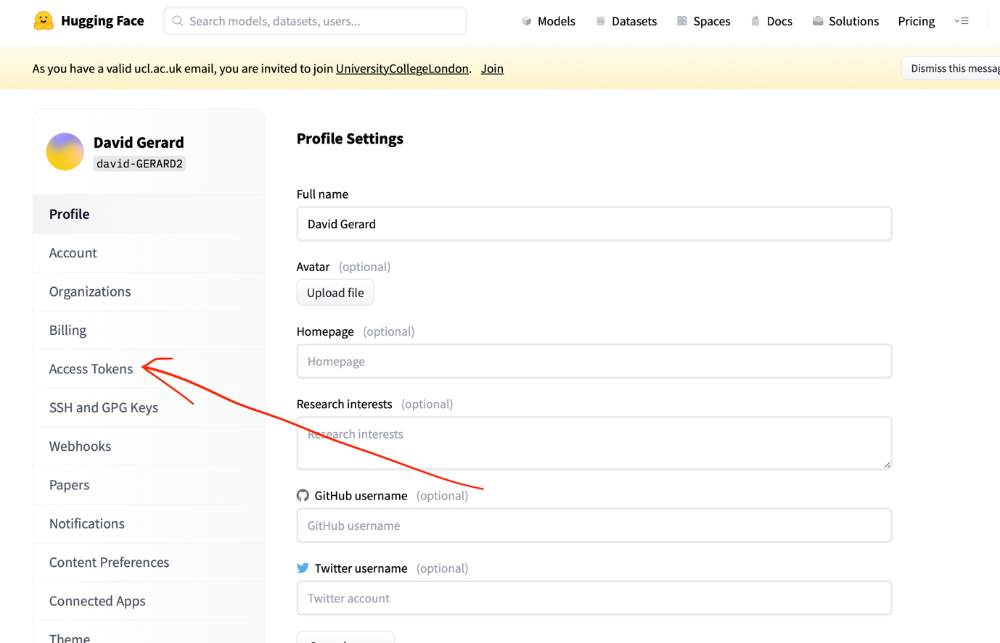 Hugging Face
Search models, datasets, users...
Models
Datasets
Spaces
Docs
Solutions
Pricing
As you have a valid ucl.ac.uk email, you are invited to join UniversityCollegeLondon. Join
Dismiss this messag
David Gerard
david-GERARD2
Profile
Account
Organizations
Billing
Access Tokens
SSH and GPG Keys
Webhooks
Papers
Notifications
Content Preferences
Connected Apps
Theme
Profile Settings
Full name
David Gerard
Avatar (optional)
Upload file
Homepage (optional)
Homepage
Research interests (optional)
Research interests
GitHub username (optional)
GitHub username
Twitter username (optional)
Twitter account